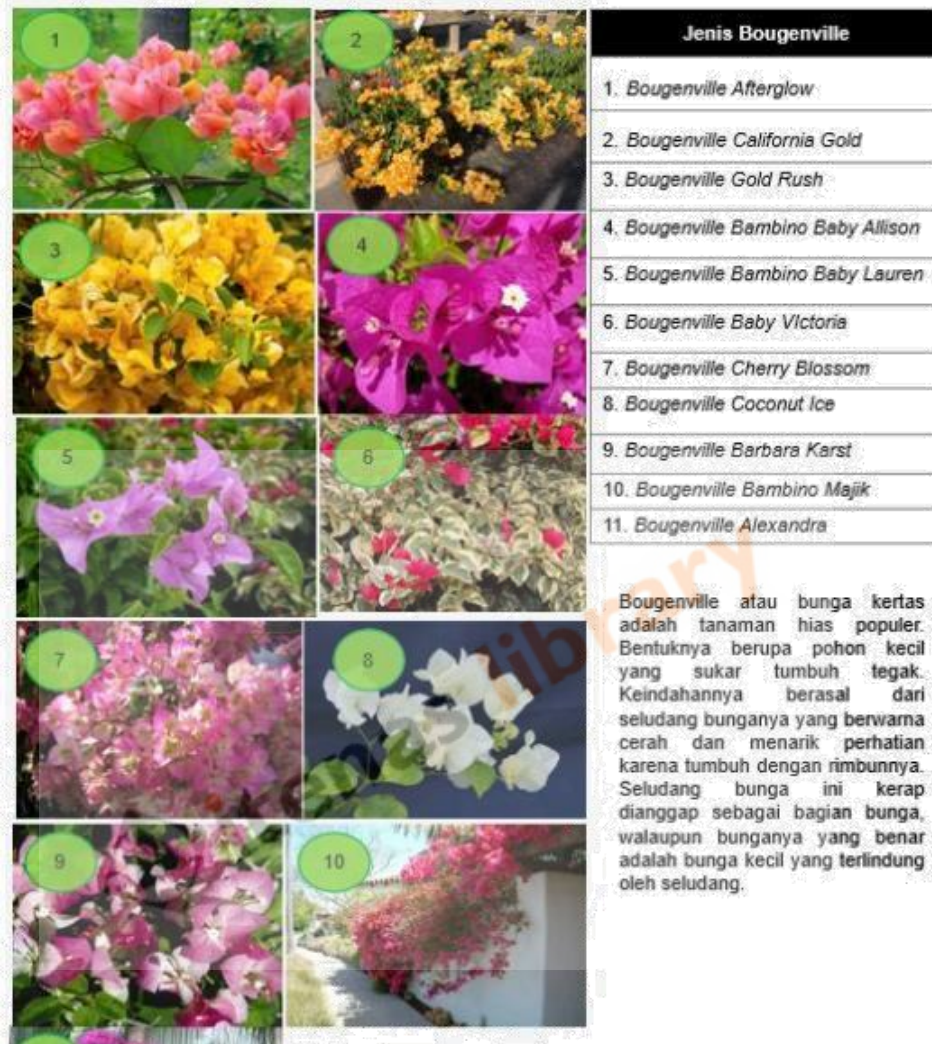 1
2
3
4
5
6
7
8
9
10
Jenis Bougenville
1. Bougenville Afterglow
2. Bougenville California Gold
3. Bougenville Gold Rush
4. Bougenville Bambino Baby Allison
5. Bougenville Bambino Baby Lauren
6. Bougenville Baby VIctoria
7. Bougenville Cherry Blossom
8. Bougenville Coconut Ice
9. Bougenville Barbara Karst
10. Bougenville Bambino Majik
11. Bougenville Alexandra
Bougenville atau bunga kertas
adalah tanaman hias populer.
Bentuknya berupa pohon kecil
yang sukar tumbuh tegak.
Keindahannya berasal dari
seludang bunganya yang berwarna
cerah dan menarik perhatian
karena tumbuh dengan rimbunnya.
Seludang bunga ini kerap
dianggap sebagai bagian bunga,
walaupun bunganya yang benar
adalah bunga kecil yang terlindung
oleh seludang.
library